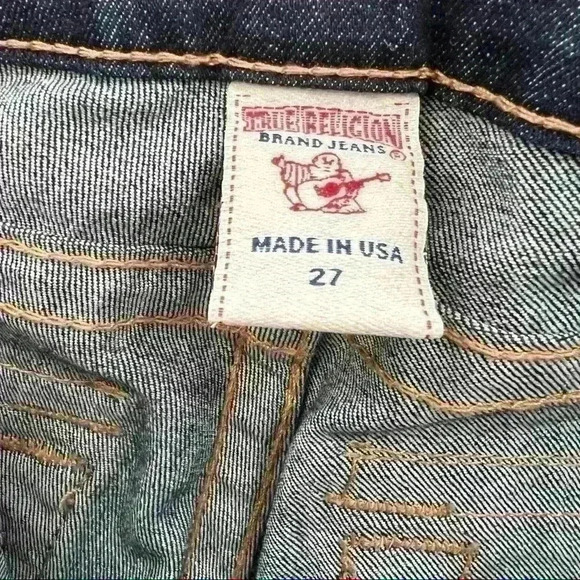 TRUE RELIGION
BRAND JEANS®
MADE IN USA
27